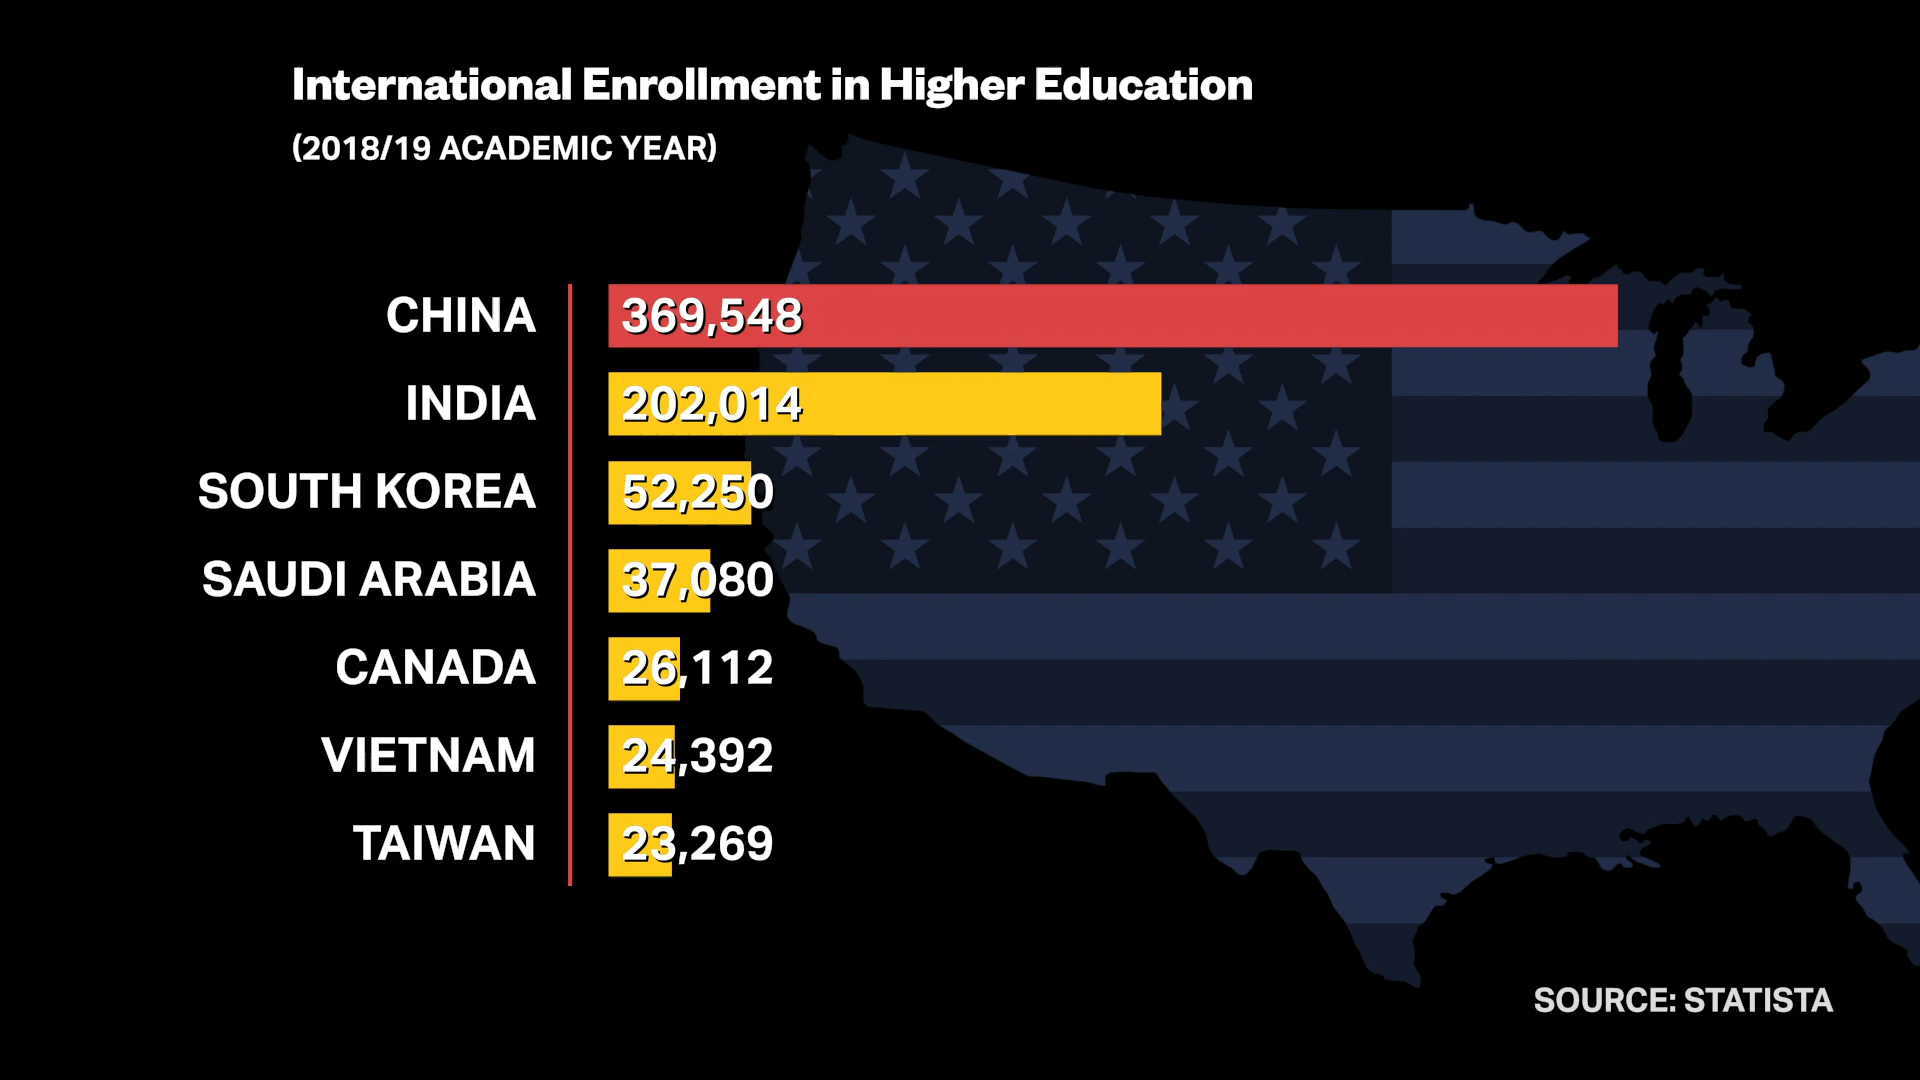 International Enrollment in Higher Education
(2018/19 ACADEMIC YEAR)
CHINA 369,548
INDIA 202,014
SOUTH KOREA 52,250
SAUDI ARABIA 37,080
CANADA 26,112
VIETNAM 24,392
TAIWAN 23,269
SOURCE: STATISTA